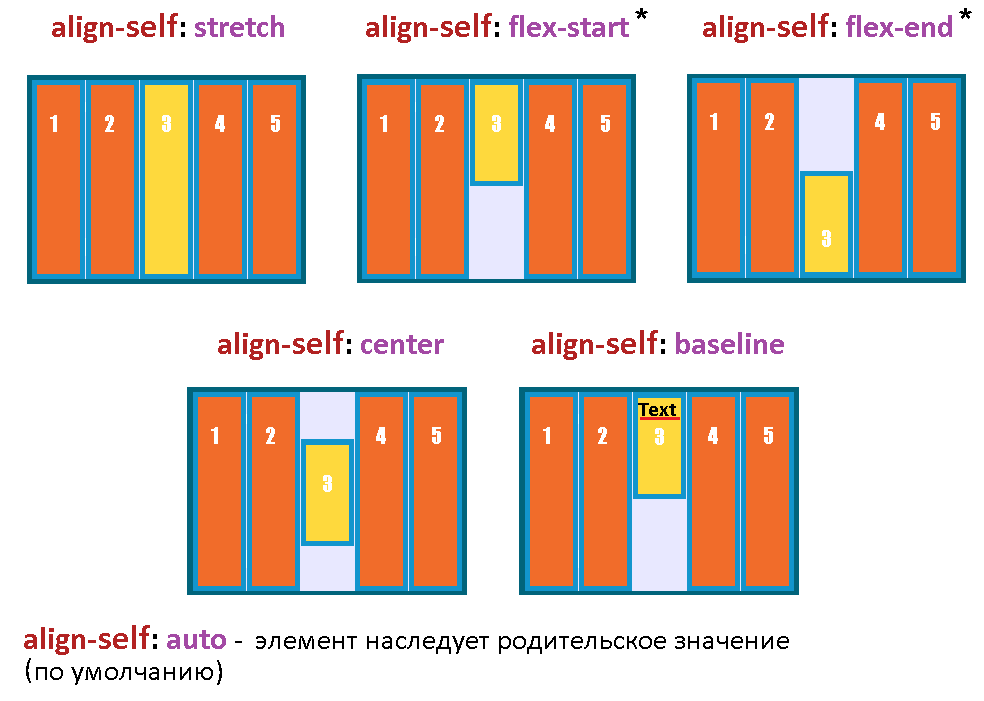 align-self: stretch
align-self: flex-start *
align-self: flex-end *
1 2 3 4 5
1 2 3 4 5
1 2 3 4 5
align-self: center
align-self: baseline
1 2 3 4 5
Text
1 2 3 4 5
align-self: auto - элемент наследует родительское значение
(по умолчанию)